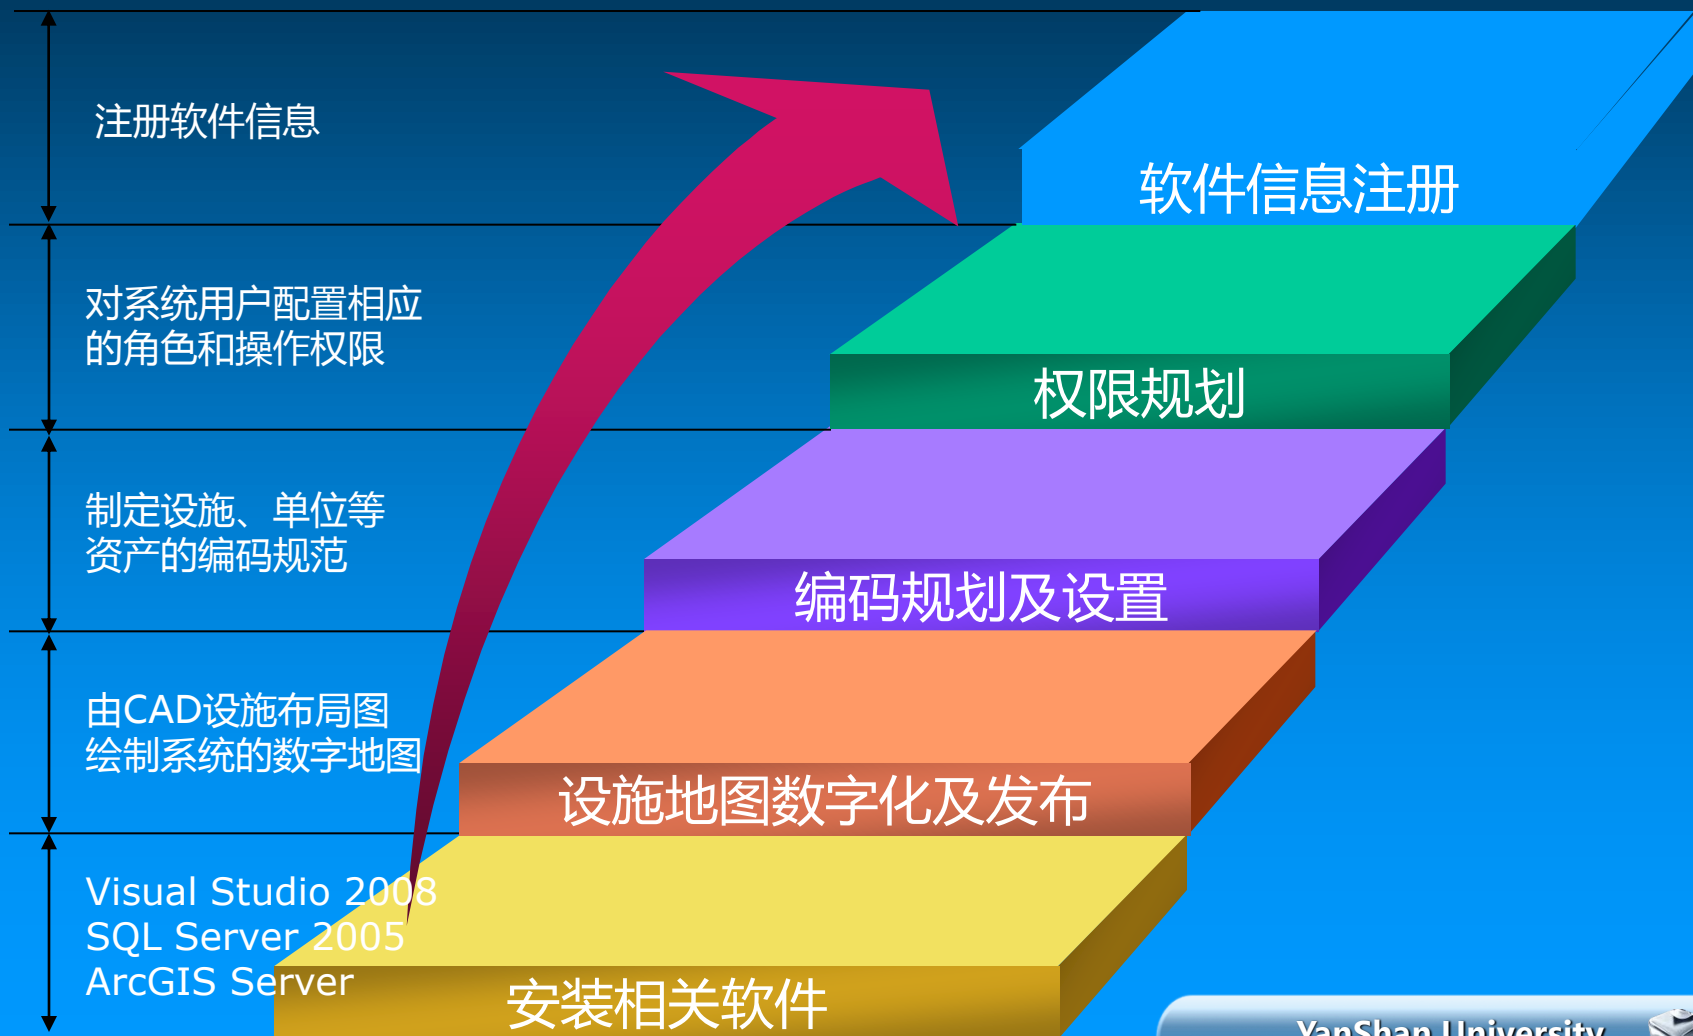 注册软件信息
软件信息注册
对系统用户配置相应
的角色和操作权限
权限规划
制定设施、单位等
资产的编码规范
编码规划及设置
由CAD设施布局图
绘制系统的数字地图
设施地图数字化及发布
Visual Studio 2008
SQL Server 2005
ArcGIS Server
安装相关软件
YanShan University